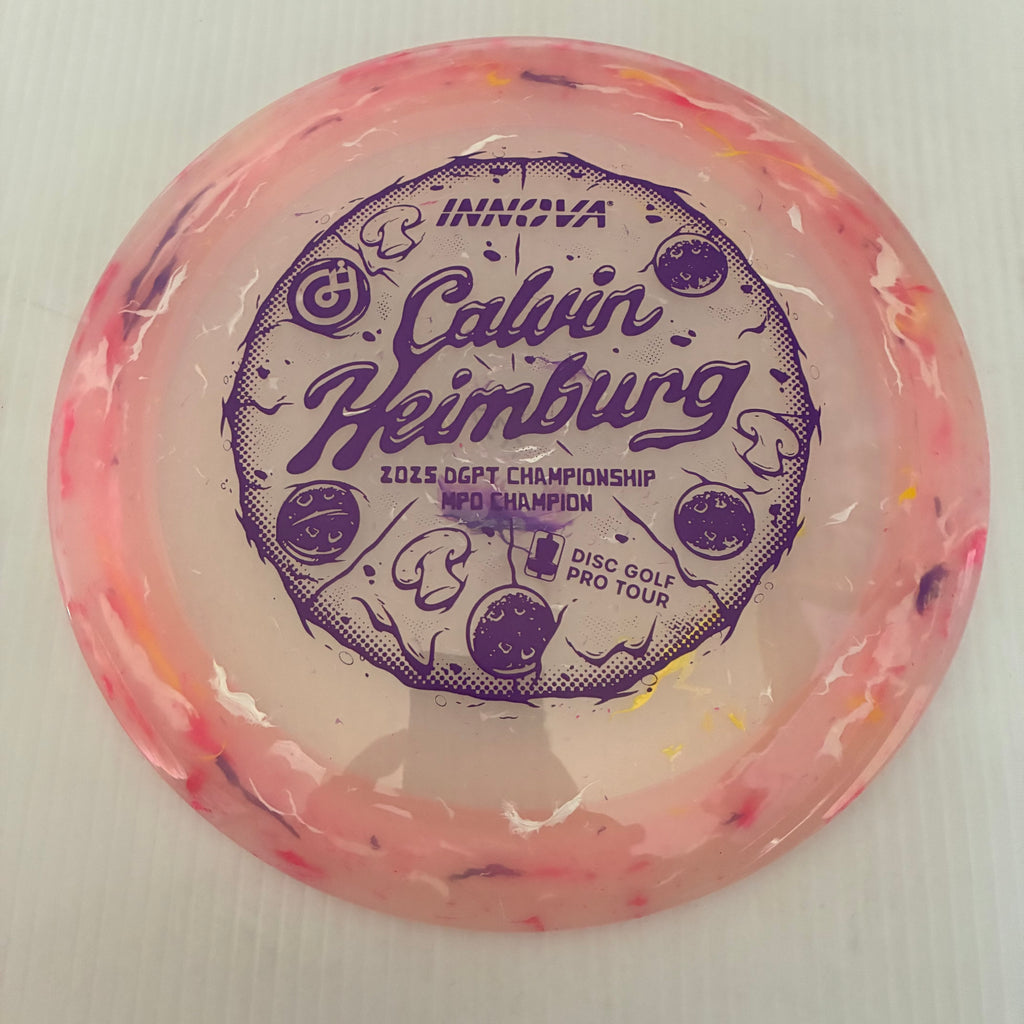 INNOVA®
Calvin
Heimburg
2025 DGPT CHAMPIONSHIP
MPO CHAMPION
DISC GOLF
PRO TOUR